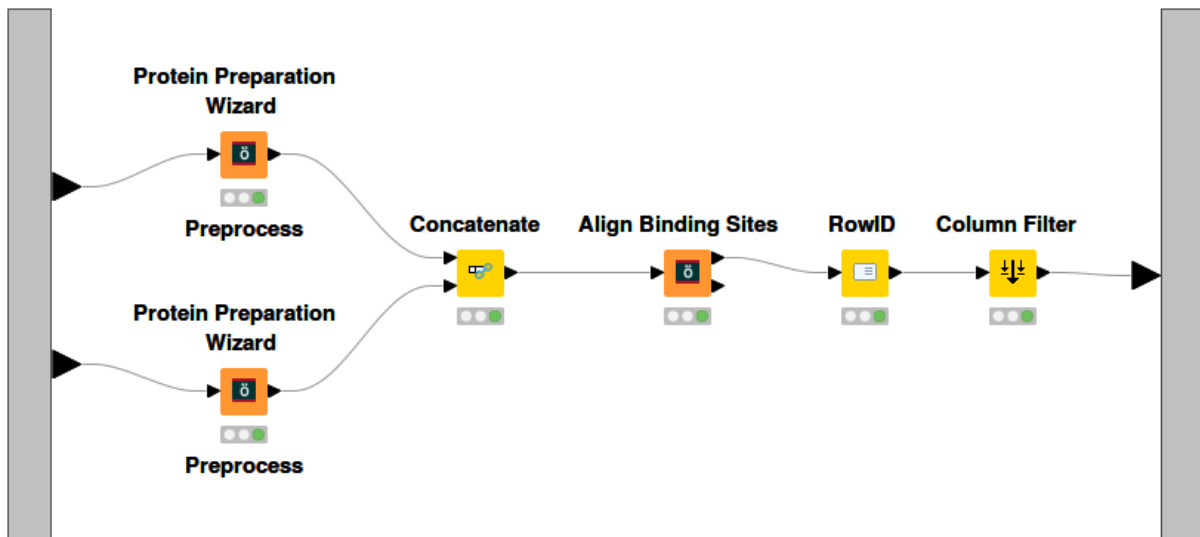 Protein Preparation
Wizard
ö
Preprocess
Concatenate
Align Binding Sites
RowID
Column Filter
ö
Protein Preparation
Wizard
ö
Preprocess